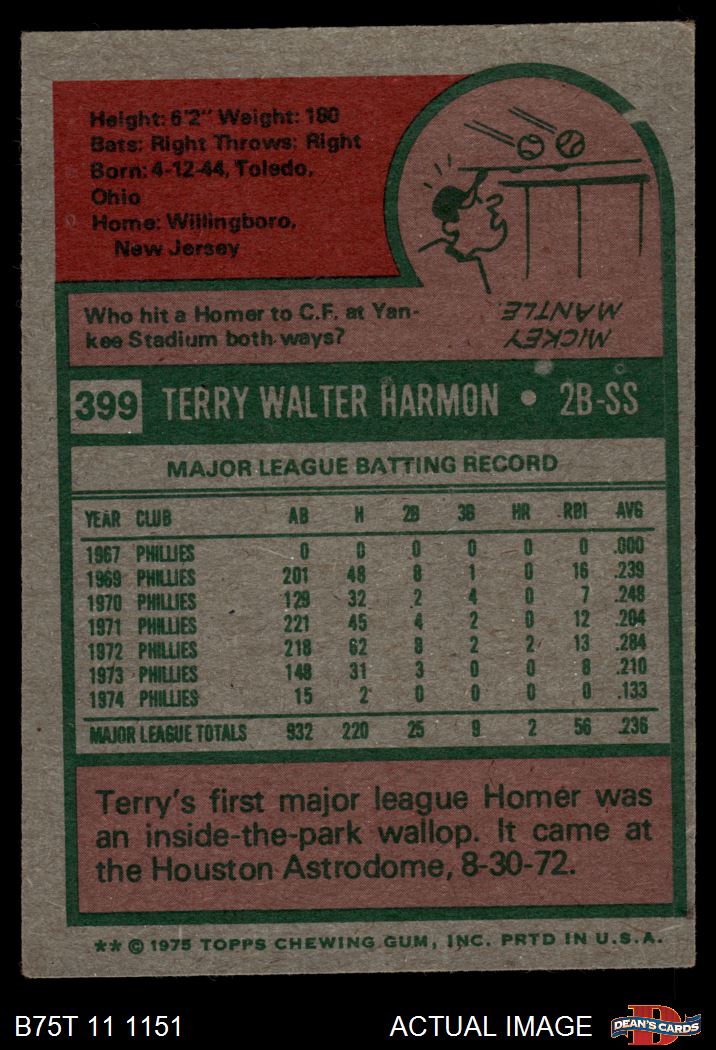 Height: 6'2" Weight: 160
Bats: Right Throws: Right
Born: 4-12-44, Toledo,
Ohio
Home: Willingboro,
New Jersey
Who hit a Homer to C.F. at Yan-
kee Stadium both ways?
MICKEY
MANTLE.
399 TERRY WALTER HARMON • 2B-SS
MAJOR LEAGUE BATTING RECORD
YEAR CLUB AB H 2B 3B HR RBI AVG
1967 PHILLIES 0 0 0 0 0 0 .000
1969 PHILLIES 201 48 8 1 0 16 .239
1970 PHILLIES 129 32 2 4 0 7 .248
1971 PHILLIES 221 45 4 2 0 12 .204
1972 PHILLIES 218 62 8 2 2 13 .284
1973 PHILLIES 148 31 3 0 0 8 .210
1974 PHILLIES 15 2 0 0 0 0 .133
MAJOR LEAGUE TOTALS 932 220 25 9 2 56 .236
Terry's first major league Homer was
an inside-the-park wallop. It came at
the Houston Astrodome, 8-30-72.
** © 1975 TOPPS CHEWING GUM, INC. PRTD IN U.S.A.
B75T 11 1151 ACTUAL IMAGE DEAN'S CARDS